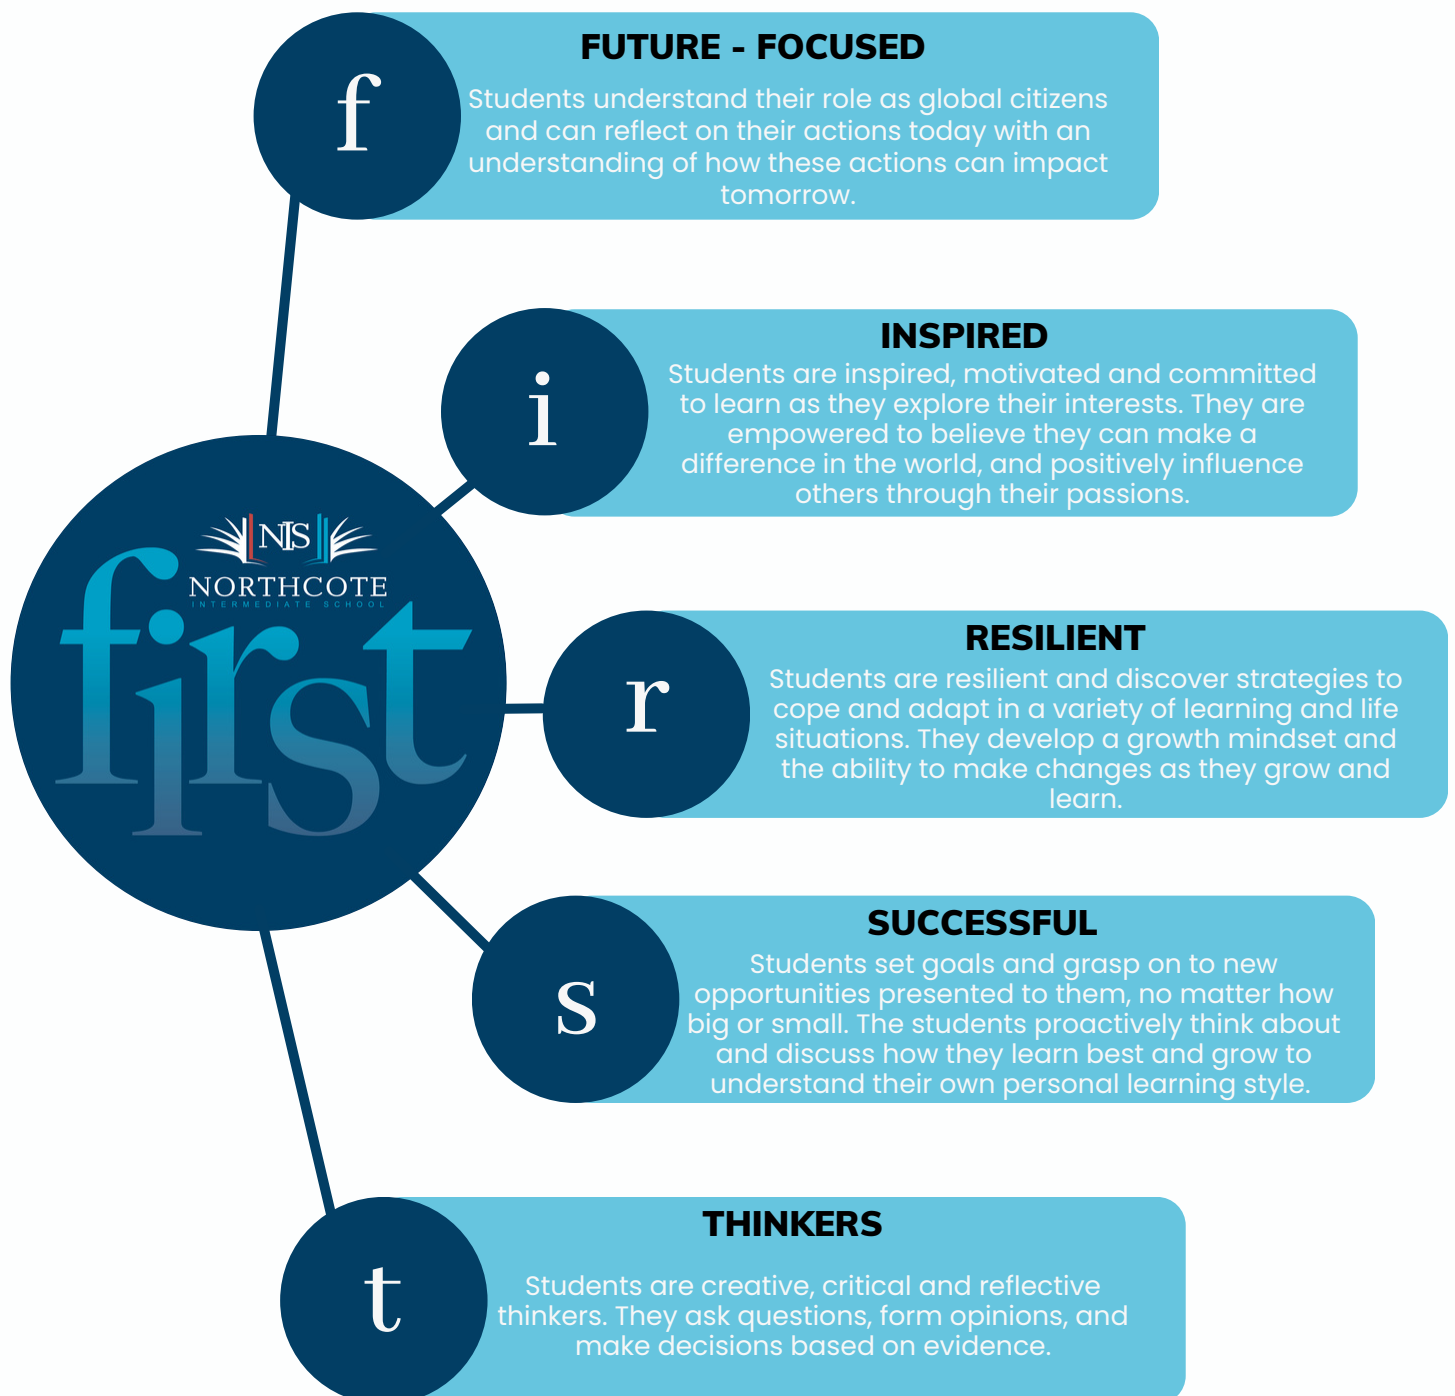 f
FUTURE - FOCUSED
Students understand their role as global citizens
and can reflect on their actions today with an
understanding of how these actions can impact
tomorrow.
i
INSPIRED
Students are inspired, motivated and committed
to learn as they explore their interests. They are
empowered to believe they can make a
difference in the world, and positively influence
others through their passions.
NIS
NORTHCOTE
INTERMEDIATE SCHOOL
first
r
RESILIENT
Students are resilient and discover strategies to
cope and adapt in a variety of learning and life
situations. They develop a growth mindset and
the ability to make changes as they grow and
learn.
s
SUCCESSFUL
Students set goals and grasp on to new
opportunities presented to them, no matter how
big or small. The students proactively think about
and discuss how they learn best and grow to
understand their own personal learning style.
t
THINKERS
Students are creative, critical and reflective
thinkers. They ask questions, form opinions, and
make decisions based on evidence.